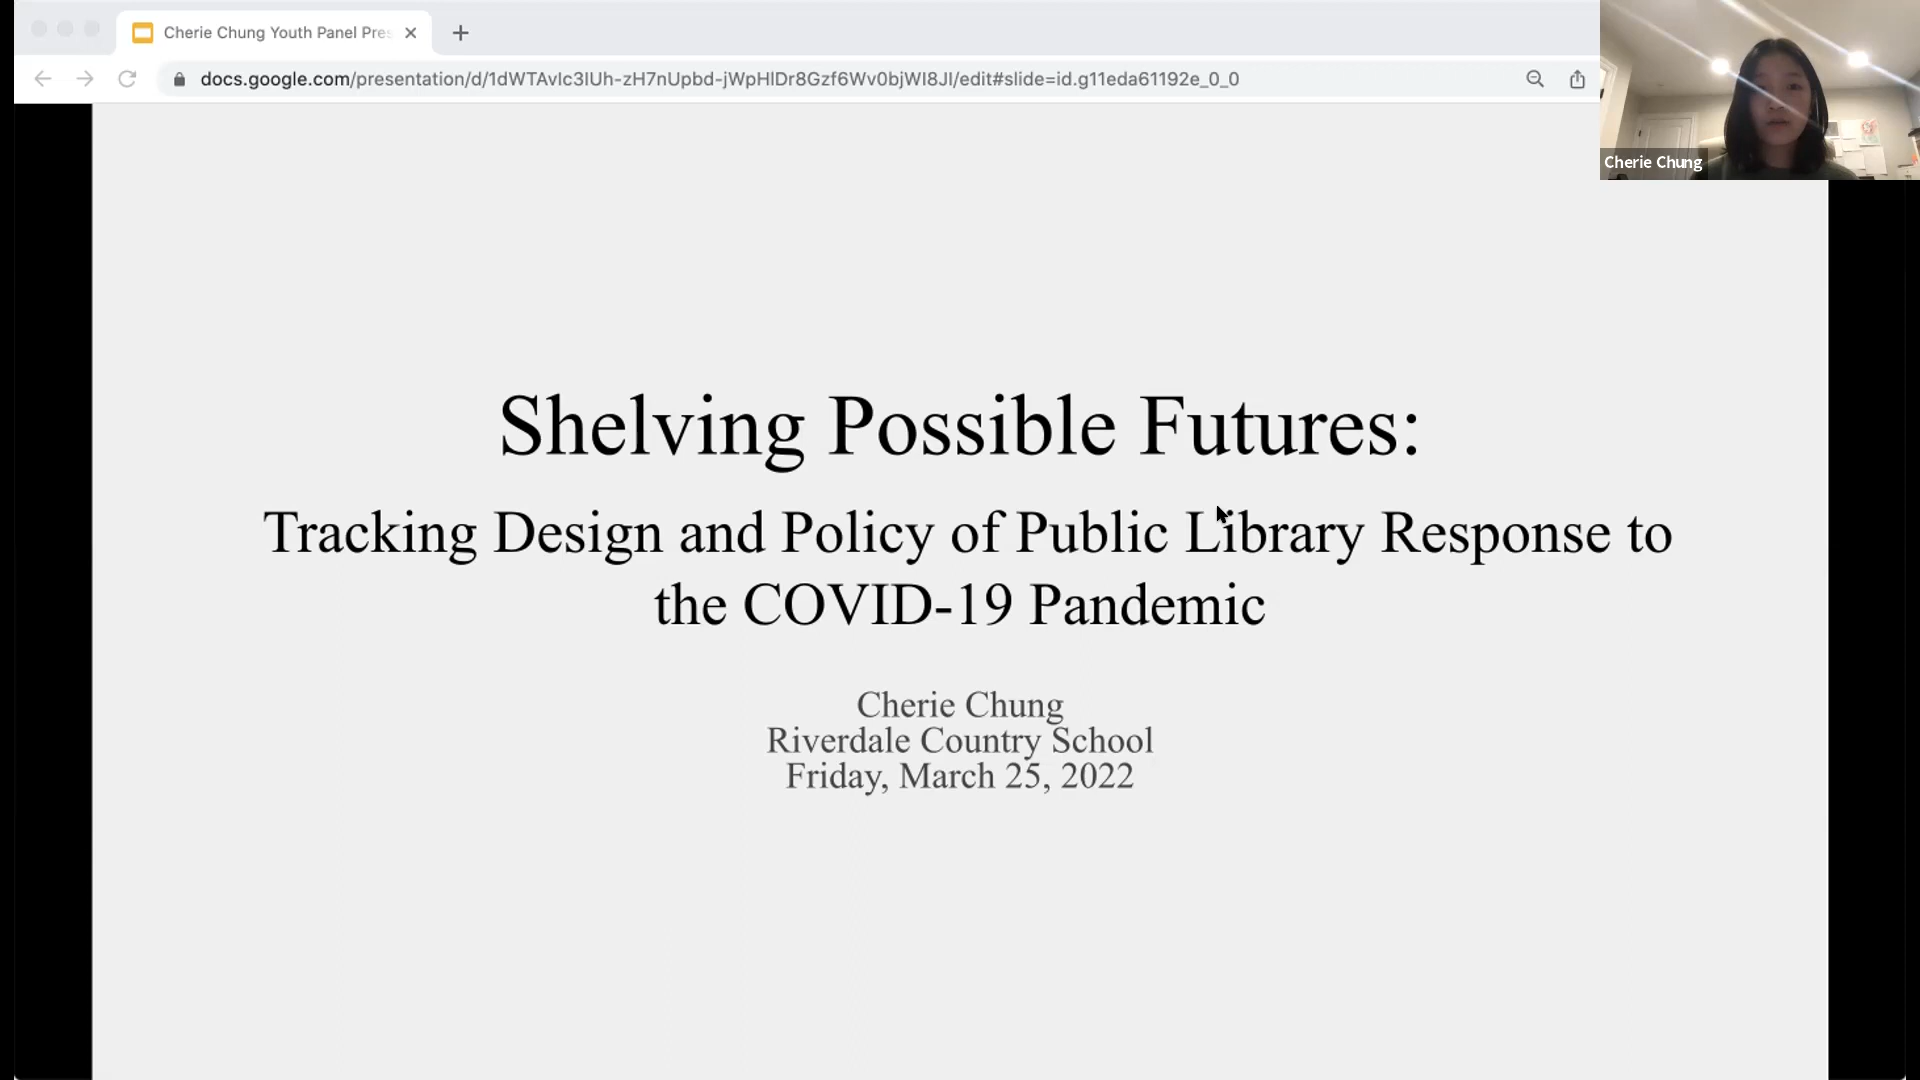 Cherie Chung Youth Panel Pres
docs.google.com/presentation/d/1dWTAvIc3IUh-zH7nUpbd-jWpHlDr8Gzf6Wv0bjWI8JI/edit#slide=id.g11eda61192e_0_0
Cherie Chung
Shelving Possible Futures:
Tracking Design and Policy of Public Library Response to
the COVID-19 Pandemic
Cherie Chung
Riverdale Country School
Friday, March 25, 2022